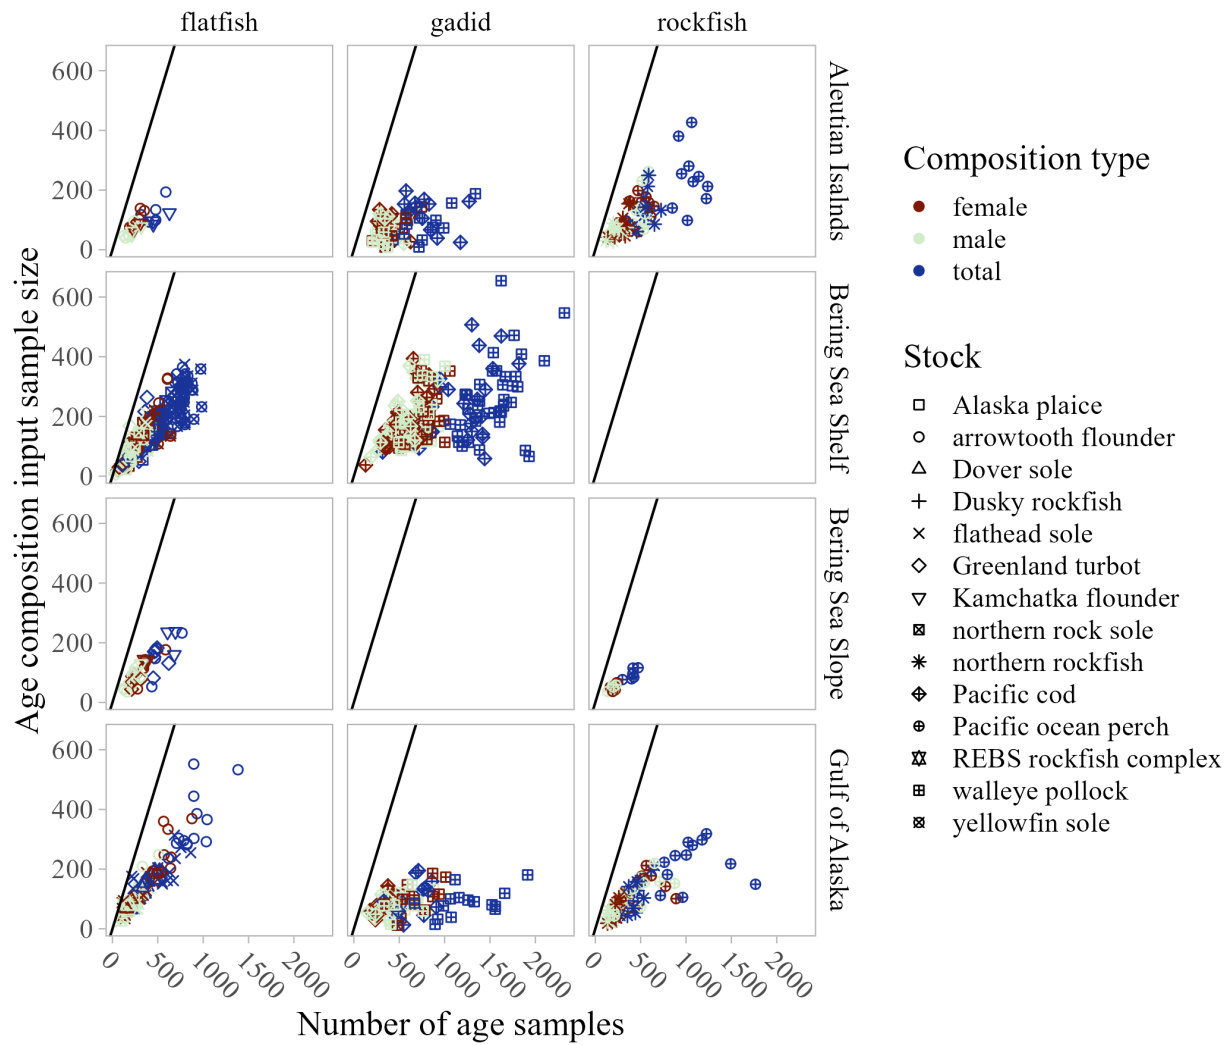 flatfish gadid rockfish
Age composition input sample size
600
400
200
0
Aleutian Isalnds
600
400
200
0
Bering Sea Shelf
600
400
200
0
Bering Sea Slope
600
400
200
0
Gulf of Alaska
0 500 1000 1500 2000 0 500 1000 1500 2000 0 500 1000 1500 2000
Number of age samples
Composition type
female
male
total
Stock
Alaska plaice
arrowtooth flounder
Dover sole
Dusky rockfish
flathead sole
Greenland turbot
Kamchatka flounder
northern rock sole
northern rockfish
Pacific cod
Pacific ocean perch
REBS rockfish complex
walleye pollock
yellowfin sole